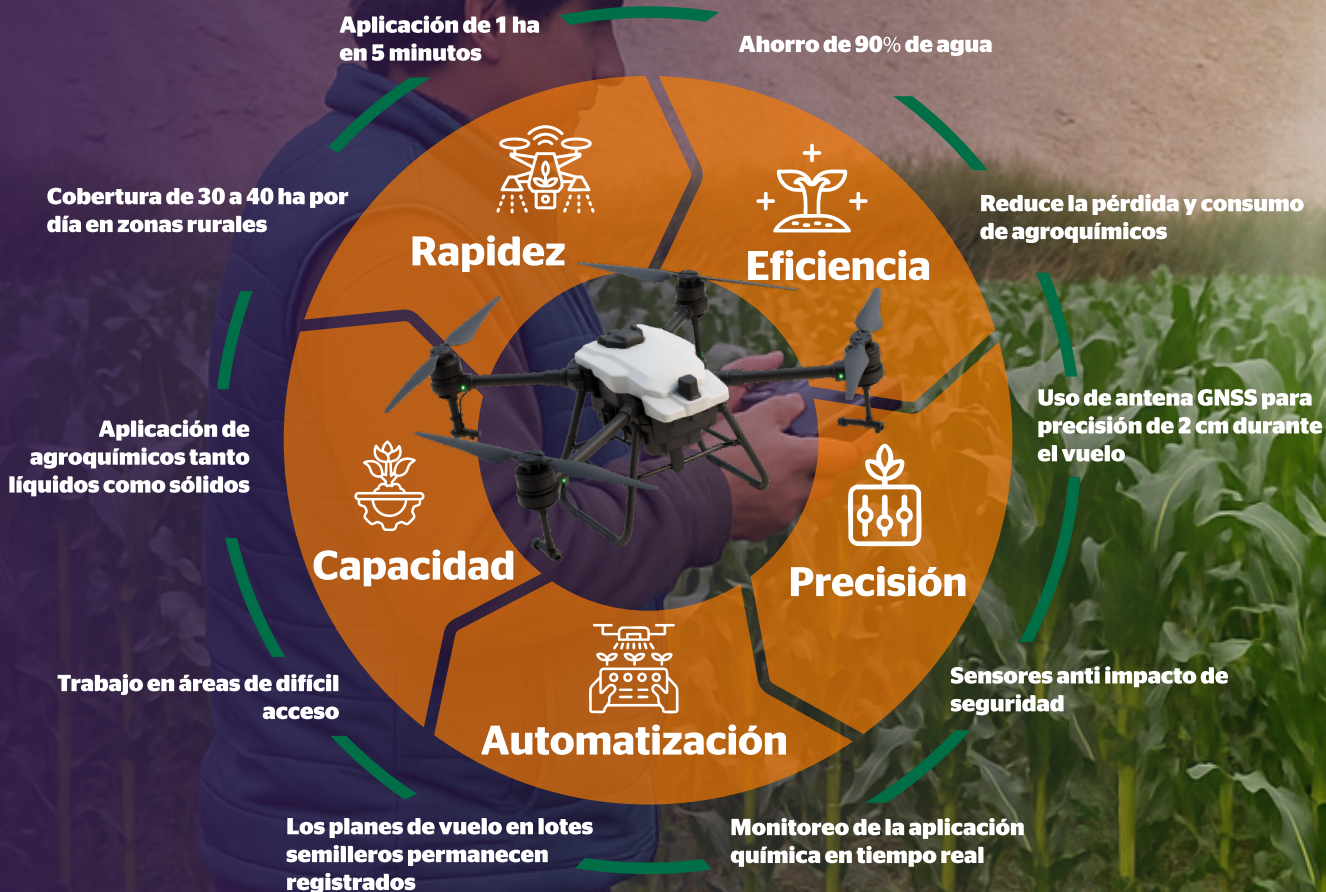 Aplicación de 1 ha
en 5 minutos
Ahorro de 90% de agua
Cobertura de 30 a 40 ha por
día en zonas rurales
Reduce la pérdida y consumo
de agroquímicos
Rapidez
Eficiencia
Aplicación de
agroquímicos tanto
líquidos como sólidos
Uso de antena GNSS para
precisión de 2 cm durante
el vuelo
Capacidad
Precisión
Trabajo en áreas de difícil
acceso
Sensores anti impacto de
seguridad
Automatización
Los planes de vuelo en lotes
semilleros permanecen
registrados
Monitoreo de la aplicación
química en tiempo real